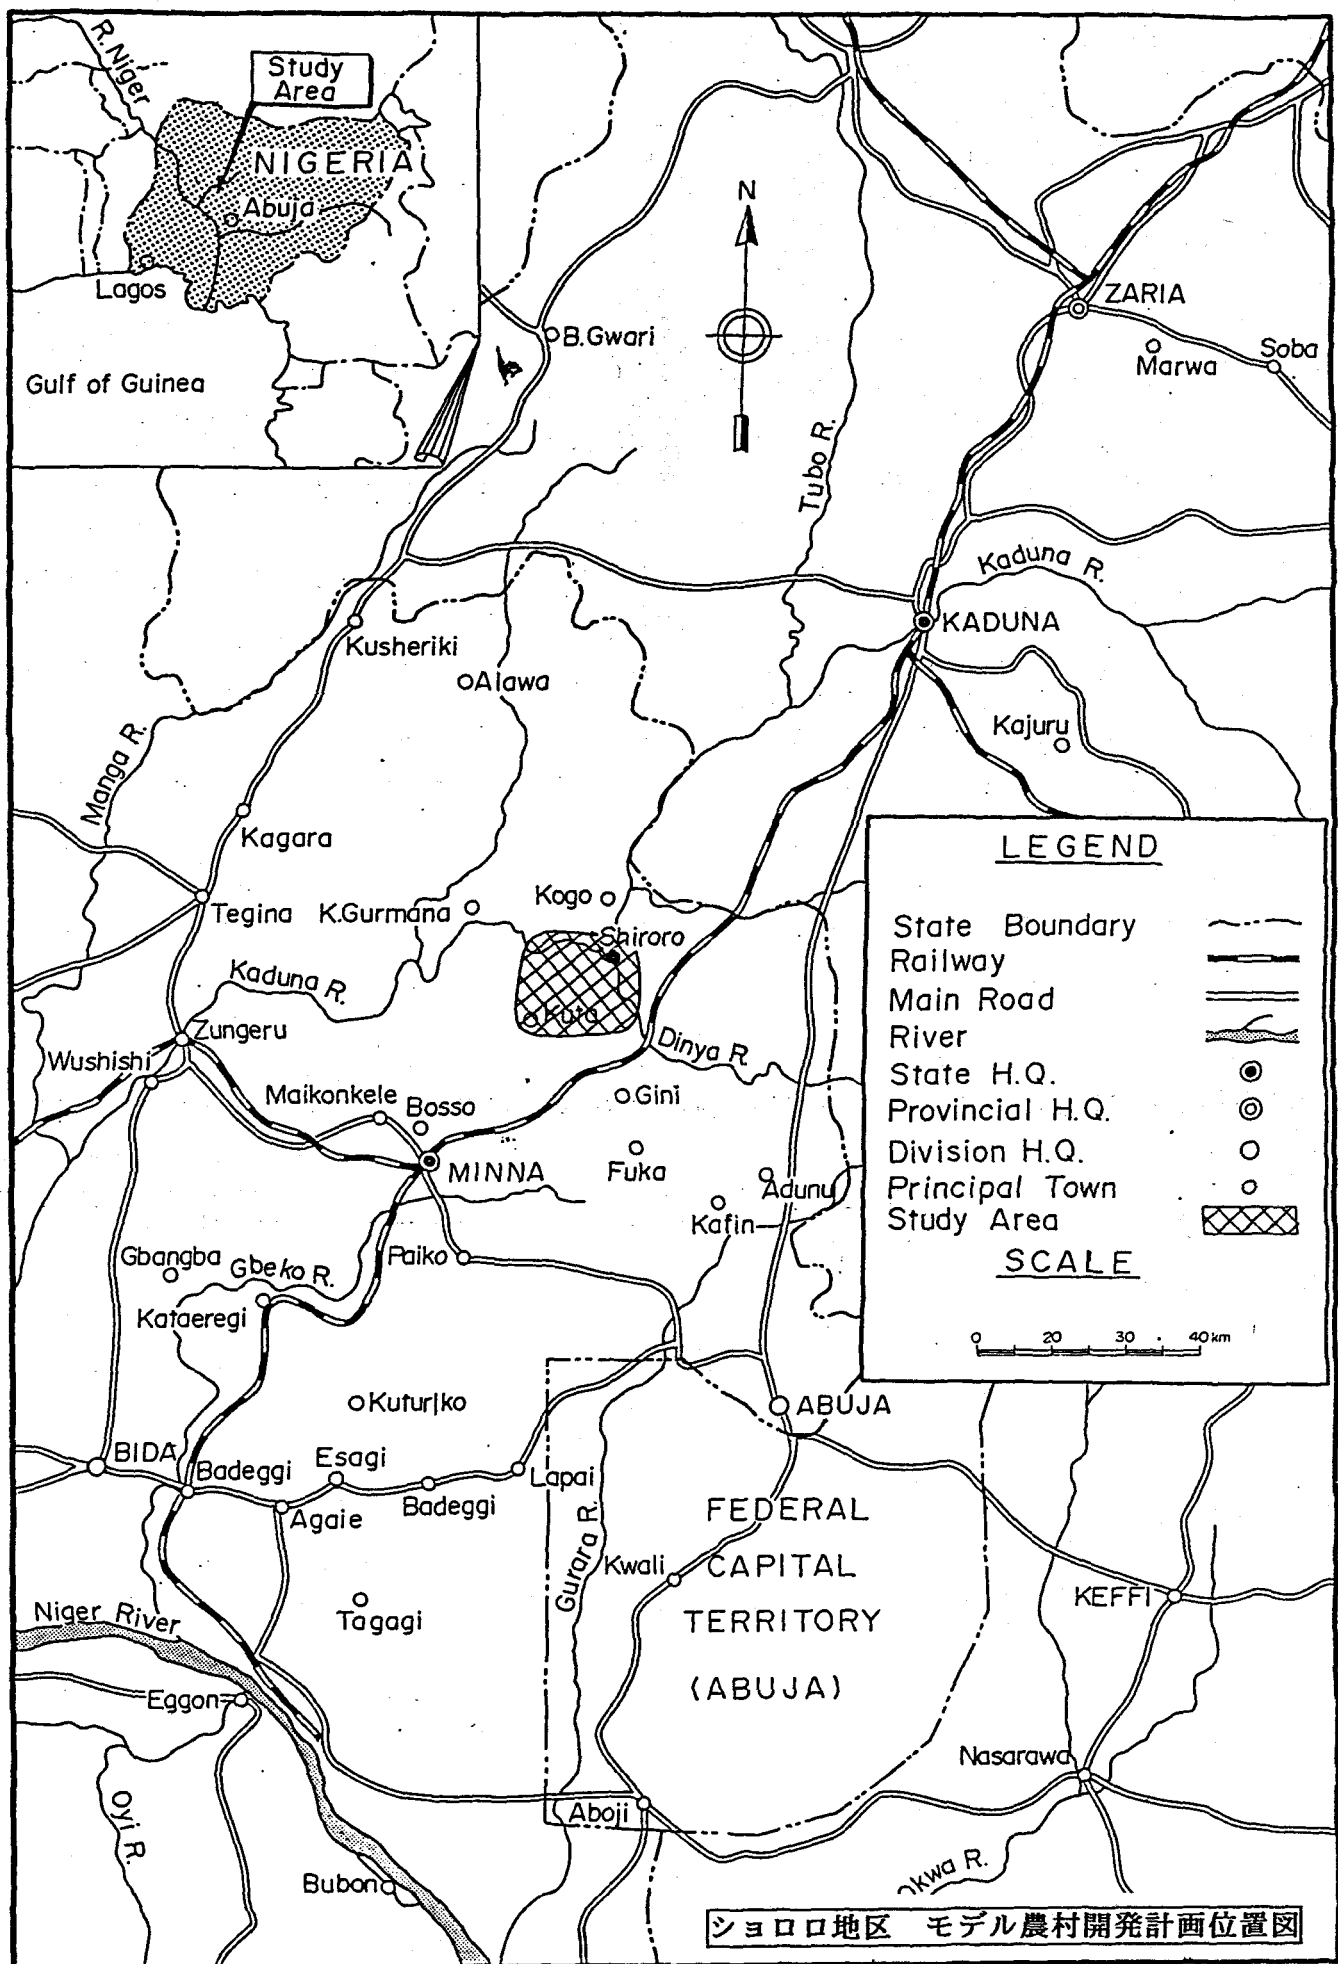 R. Niger
Study
Area
NIGERIA
Abuja
Lagos
Gulf of Guinea
N
B.Gwari
ZARIA
Marwa
Soba
Tubo R.
Kaduna R.
KADUNA
Kusheriki
Alawa
Kajuru
Manga R.
Kagara
Tegina
K.Gurmana
Kogo
Shiroro
Kuta
Kaduna R.
Zungeru
Wushishi
Dinya R.
Maikonkele
Bosso
Gini
MINNA
Fuka
Adunu
Kafin
Gbangba
Gbeko R.
Paiko
Kataeregi
LEGEND
State Boundary
Railway
Main Road
River
State H.Q.
Provincial H.Q.
Division H.Q.
Principal Town
Study Area
SCALE
0 20 30 40 km
Kuturiko
ABUJA
BIDA
Badeggi
Esagi
Lapai
Agaie
Badeggi
Gurara R.
FEDERAL
CAPITAL
TERRITORY
(ABUJA)
Kwali
KEFFI
Tagagi
Niger River
Eggon
Nasarawa
Oyi R.
Aboji
Bubon
okwa R.
ショロロ地区 モデル農村開発計画位置図